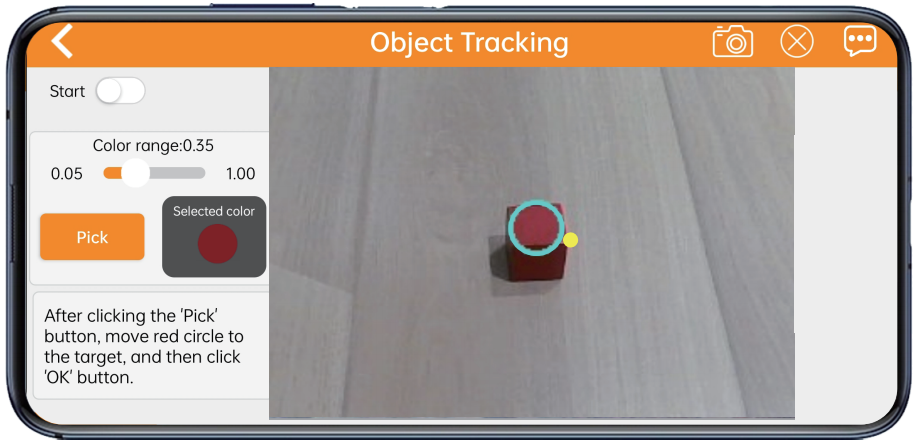 Object Tracking
Start
Color range:0.35
0.05 1.00
Pick
Selected color
After clicking the 'Pick'
button, move red circle to
the target, and then click
'OK' button.